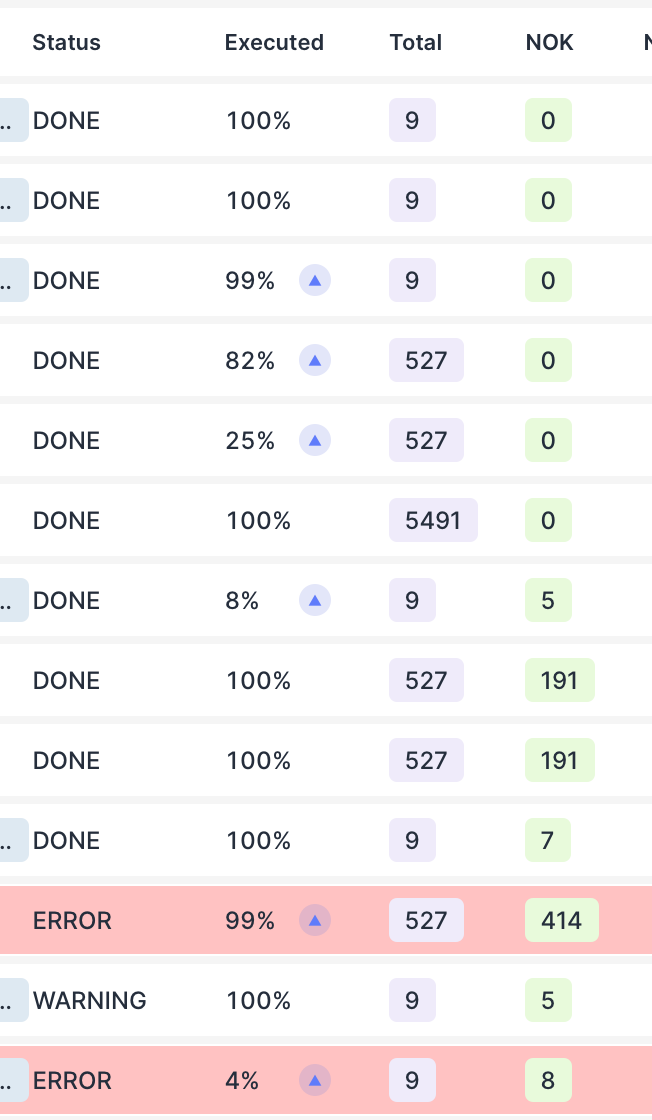 Status Executed Total NOK N
.. DONE 100% 9 0
.. DONE 100% 9 0
.. DONE 99% 9 0
DONE 82% 527 0
DONE 25% 527 0
DONE 100% 5491 0
.. DONE 8% 9 5
DONE 100% 527 191
DONE 100% 527 191
.. DONE 100% 9 7
ERROR 99% 527 414
.. WARNING 100% 9 5
.. ERROR 4% 9 8